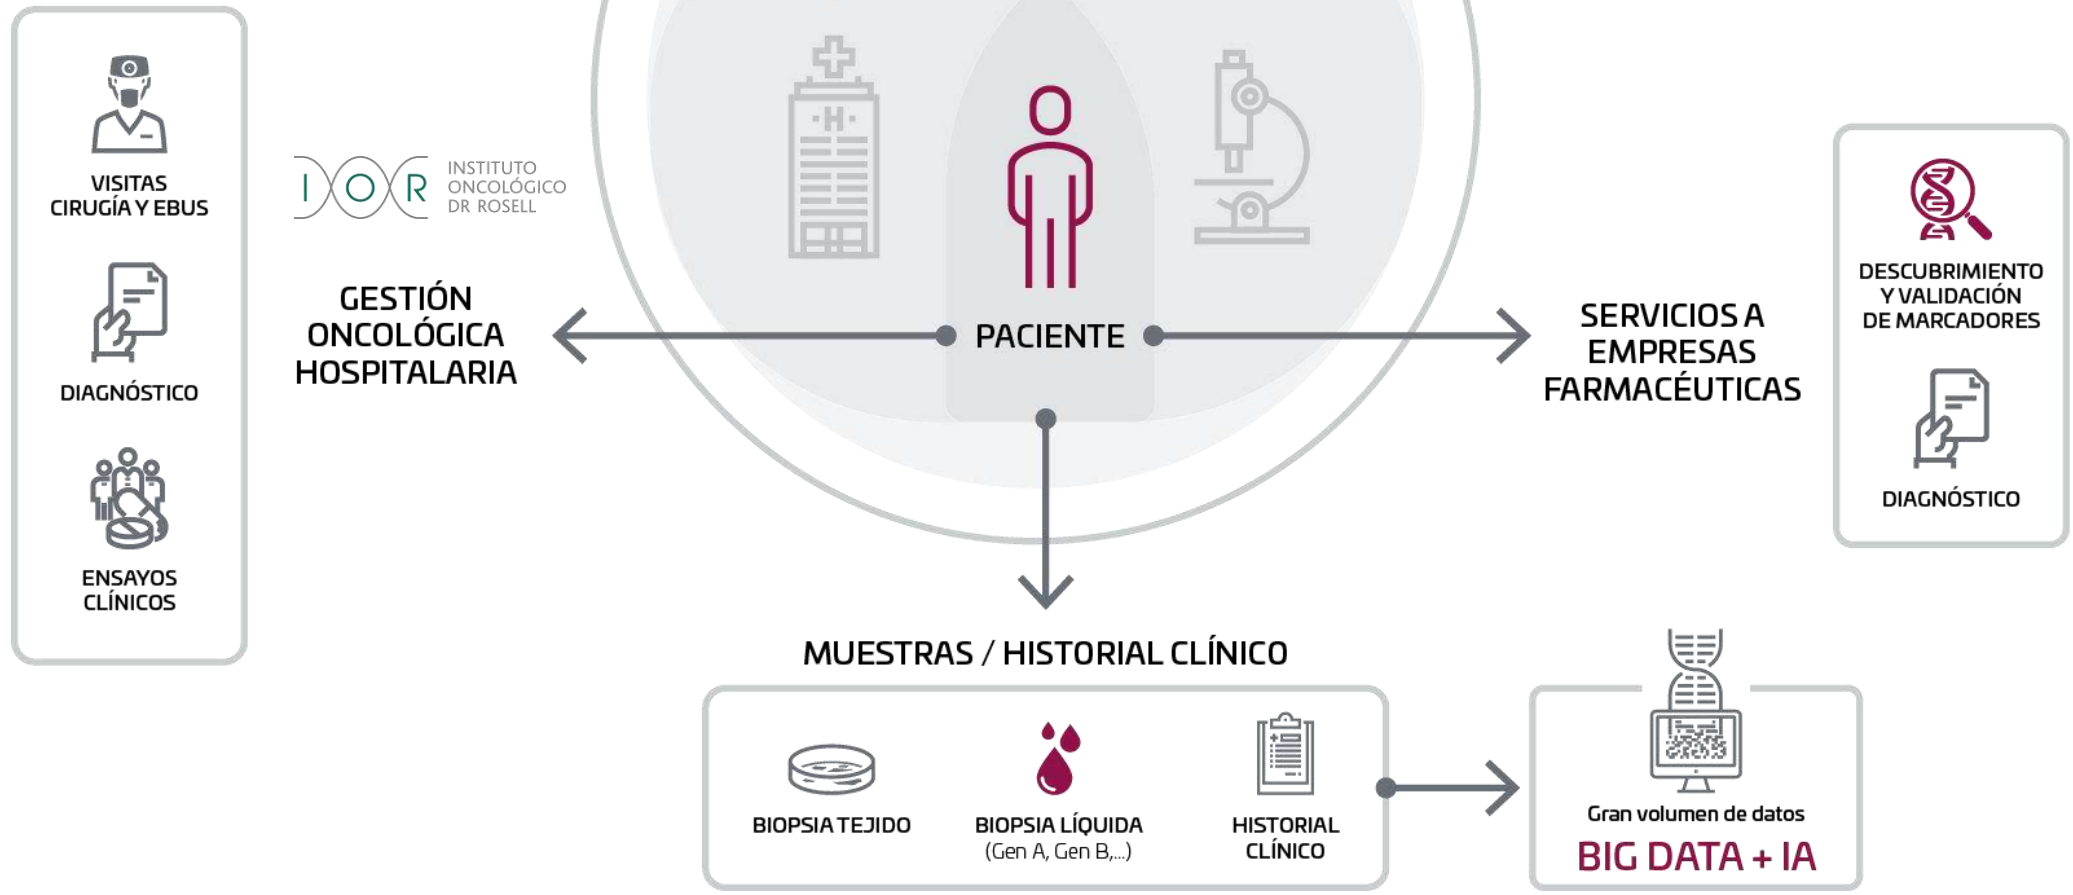 VISITAS
CIRUGÍA Y EBUS
DIAGNÓSTICO
ENSAYOS
CLÍNICOS
I O R
INSTITUTO
ONCOLÓGICO
DR ROSELL
GESTIÓN
ONCOLÓGICA
HOSPITALARIA
H
PACIENTE
SERVICIOS A
EMPRESAS
FARMACÉUTICAS
DESCUBRIMIENTO
Y VALIDACIÓN
DE MARCADORES
DIAGNÓSTICO
MUESTRAS / HISTORIAL CLÍNICO
BIOPSIA TEJIDO
BIOPSIA LÍQUIDA
(Gen A, Gen B,...)
HISTORIAL
CLÍNICO
Gran volumen de datos
BIG DATA + IA